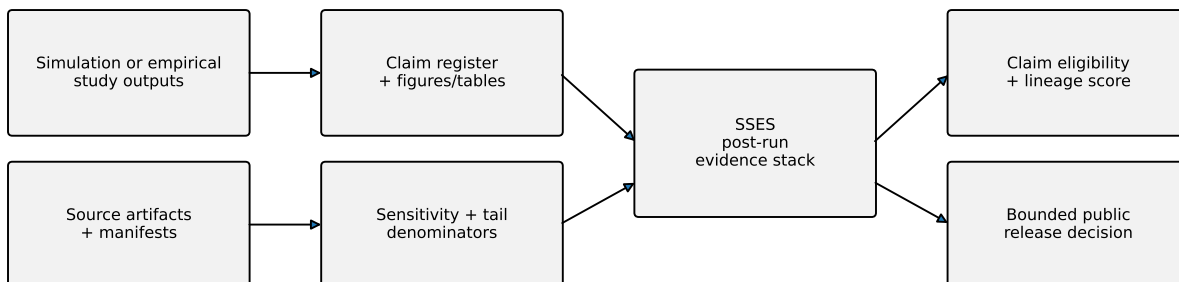 Simulation or empirical
study outputs
Claim register
+ figures/tables
SSES
post-run
evidence stack
Claim eligibility
+ lineage score
Source artifacts
+ manifests
Sensitivity + tail
denominators
Bounded public
release decision